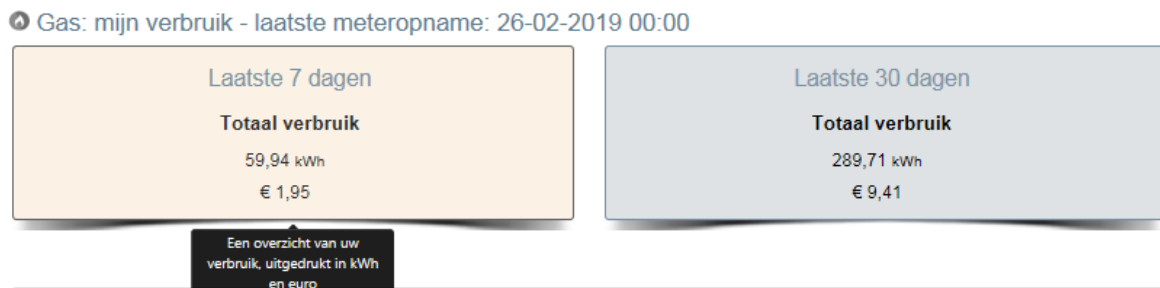 Gas: mijn verbruik - laatste meteropname: 26-02-2019 00:00
Laatste 7 dagen
Totaal verbruik
59,94 kWh
€ 1,95
Laatste 30 dagen
Totaal verbruik
289,71 kWh
€ 9,41
Een overzicht van uw
verbruik, uitgedrukt in kWh
en euro